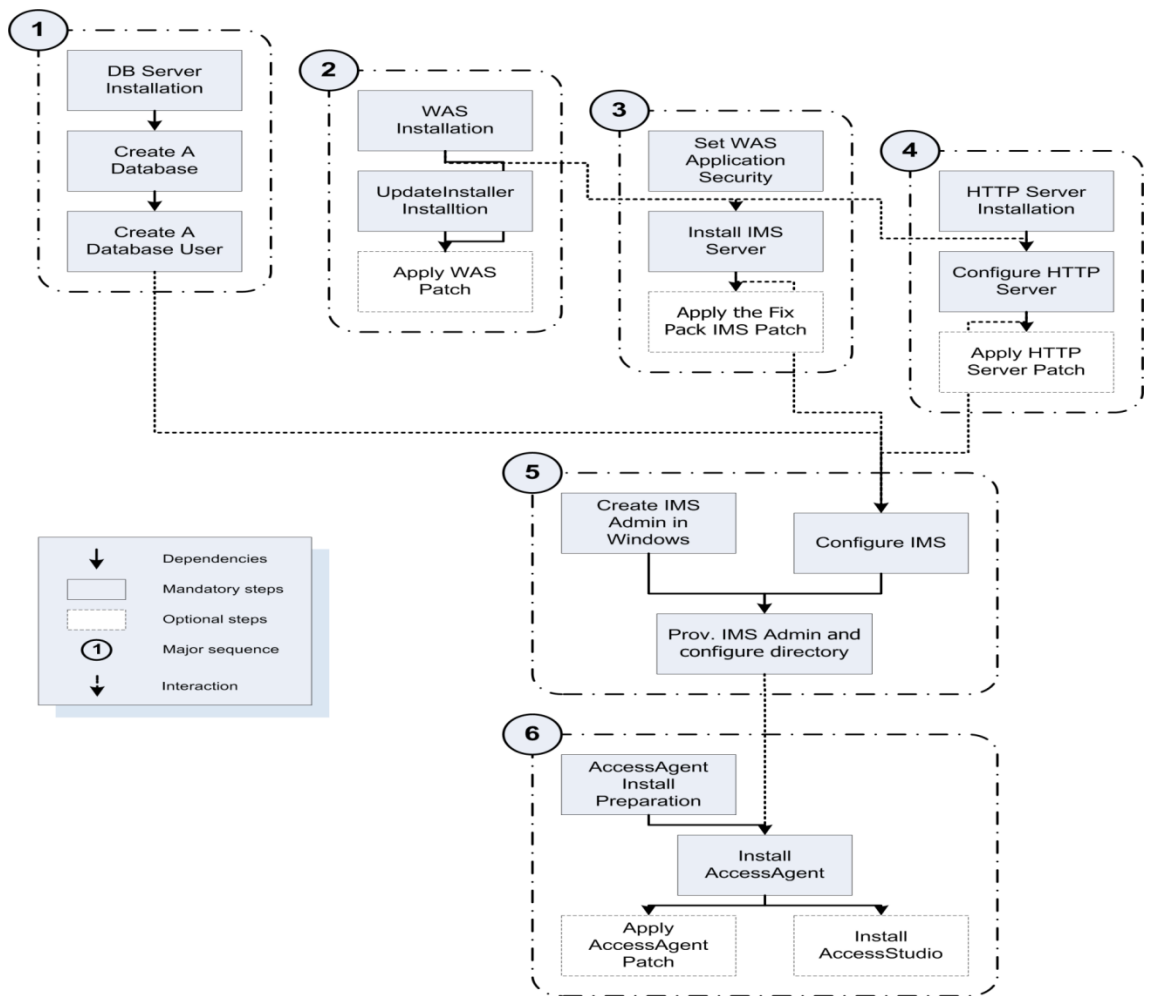 1
DB Server
Installation
Create A
Database
Create A
Database User
2
WAS
Installation
UpdateInstaller
Installtion
Apply WAS
Patch
3
Set WAS
Application
Security
Install IMS
Server
Apply the Fix
Pack IMS Patch
4
HTTP Server
Installation
Configure HTTP
Server
Apply HTTP
Server Patch
5
Create IMS
Admin in
Windows
Configure IMS
Prov. IMS Admin and
configure directory
Dependencies
Mandatory steps
Optional steps
1
Major sequence
Interaction
6
AccessAgent
Install
Preparation
Install
AccessAgent
Apply
AccessAgent
Patch
Install
AccessStudio